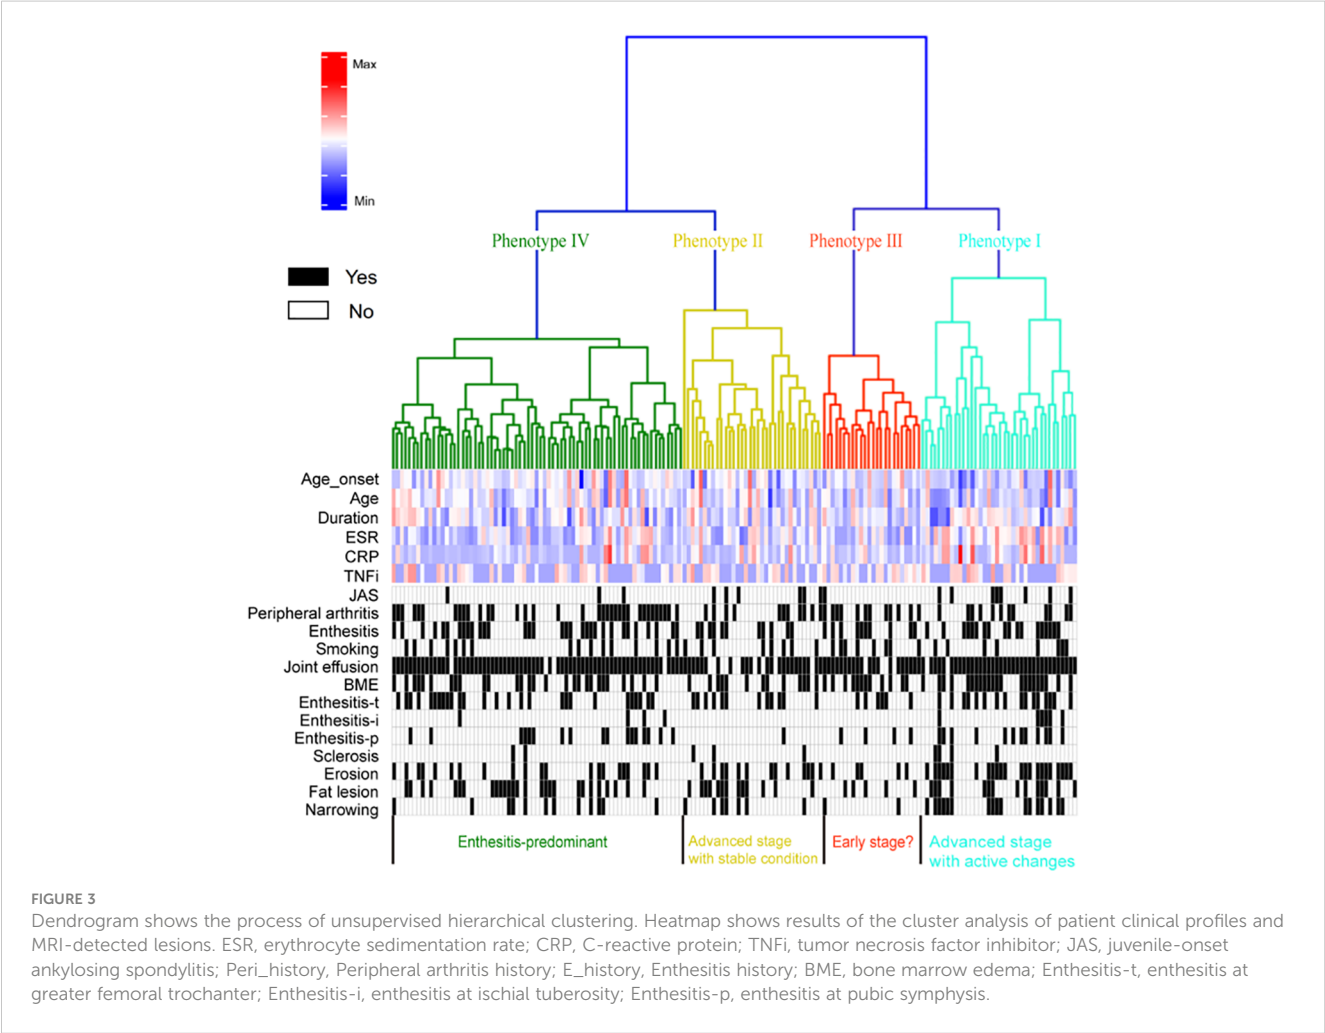 Max
Min
Yes
No
Phenotype IV
Phenotype II
Phenotype III
Phenotype I
Age_onset
Age
Duration
ESR
CRP
TNFi
JAS
Peripheral arthritis
Enthesitis
Smoking
Joint effusion
BME
Enthesitis-t
Enthesitis-i
Enthesitis-p
Sclerosis
Erosion
Fat lesion
Narrowing
Enthesitis-predominant
Advanced stage
with stable condition
Early stage?
Advanced stage
with active changes
FIGURE 3
Dendrogram shows the process of unsupervised hierarchical clustering. Heatmap shows results of the cluster analysis of patient clinical profiles and
MRI-detected lesions. ESR, erythrocyte sedimentation rate; CRP, C-reactive protein; TNFi, tumor necrosis factor inhibitor; JAS, juvenile-onset
ankylosing spondylitis; Peri_history, Peripheral arthritis history; E_history, Enthesitis history; BME, bone marrow edema; Enthesitis-t, enthesitis at
greater femoral trochanter; Enthesitis-i, enthesitis at ischial tuberosity; Enthesitis-p, enthesitis at pubic symphysis.